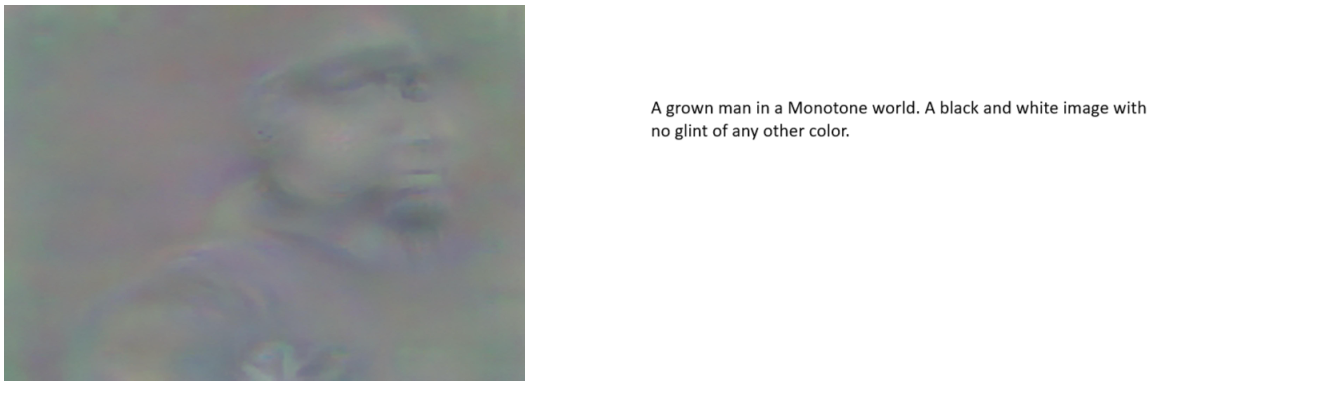 A grown man in a Monotone world. A black and white image with
no glint of any other color.